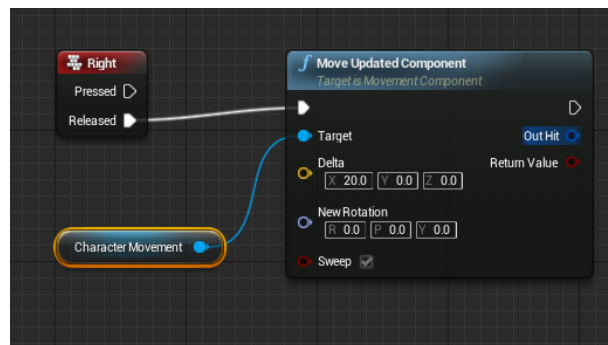 Right
Pressed
Released
Character Movement
f Move Updated Component
Target is Movement Component
Target
Out Hit
Delta
Return Value
X 20.0 Y 0.0 Z 0.0
New Rotation
R 0.0 P 0.0 Y 0.0
Sweep